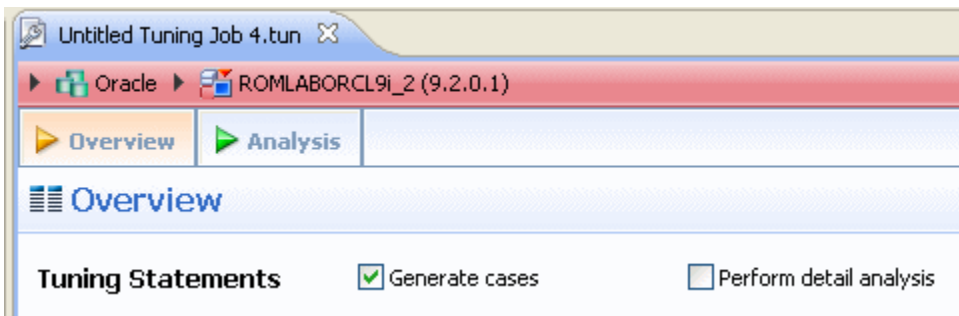 Untitled Tuning Job 4.tun
Oracle ROMLABORCL9i_2 (9.2.0.1)
Overview Analysis
Overview
Tuning Statements Generate cases Perform detail analysis